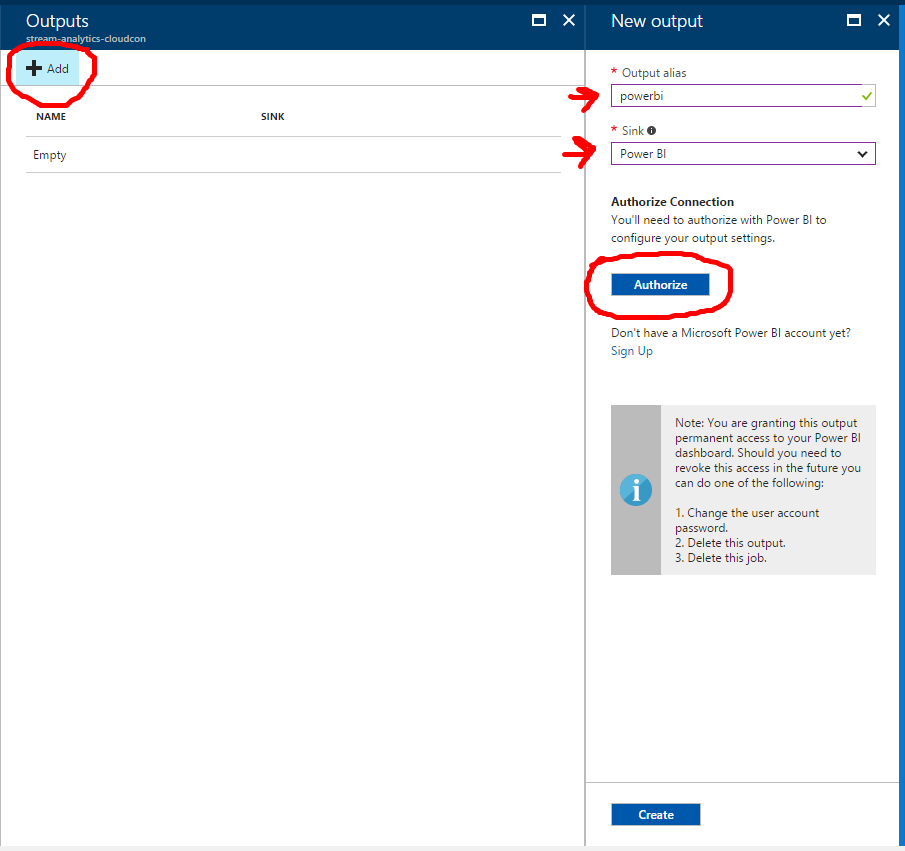 Outputs
stream-analytics-cloudcon
Add
NAME SINK
Empty
New output
* Output alias
powerbi
* Sink
Power BI
Authorize Connection
You'll need to authorize with Power BI to
configure your output settings.
Authorize
Don't have a Microsoft Power BI account yet?
Sign Up
Note: You are granting this output
permanent access to your Power BI
dashboard. Should you need to
revoke this access in the future you
can do one of the following:
1. Change the user account
password.
2. Delete this output.
3. Delete this job.
Create